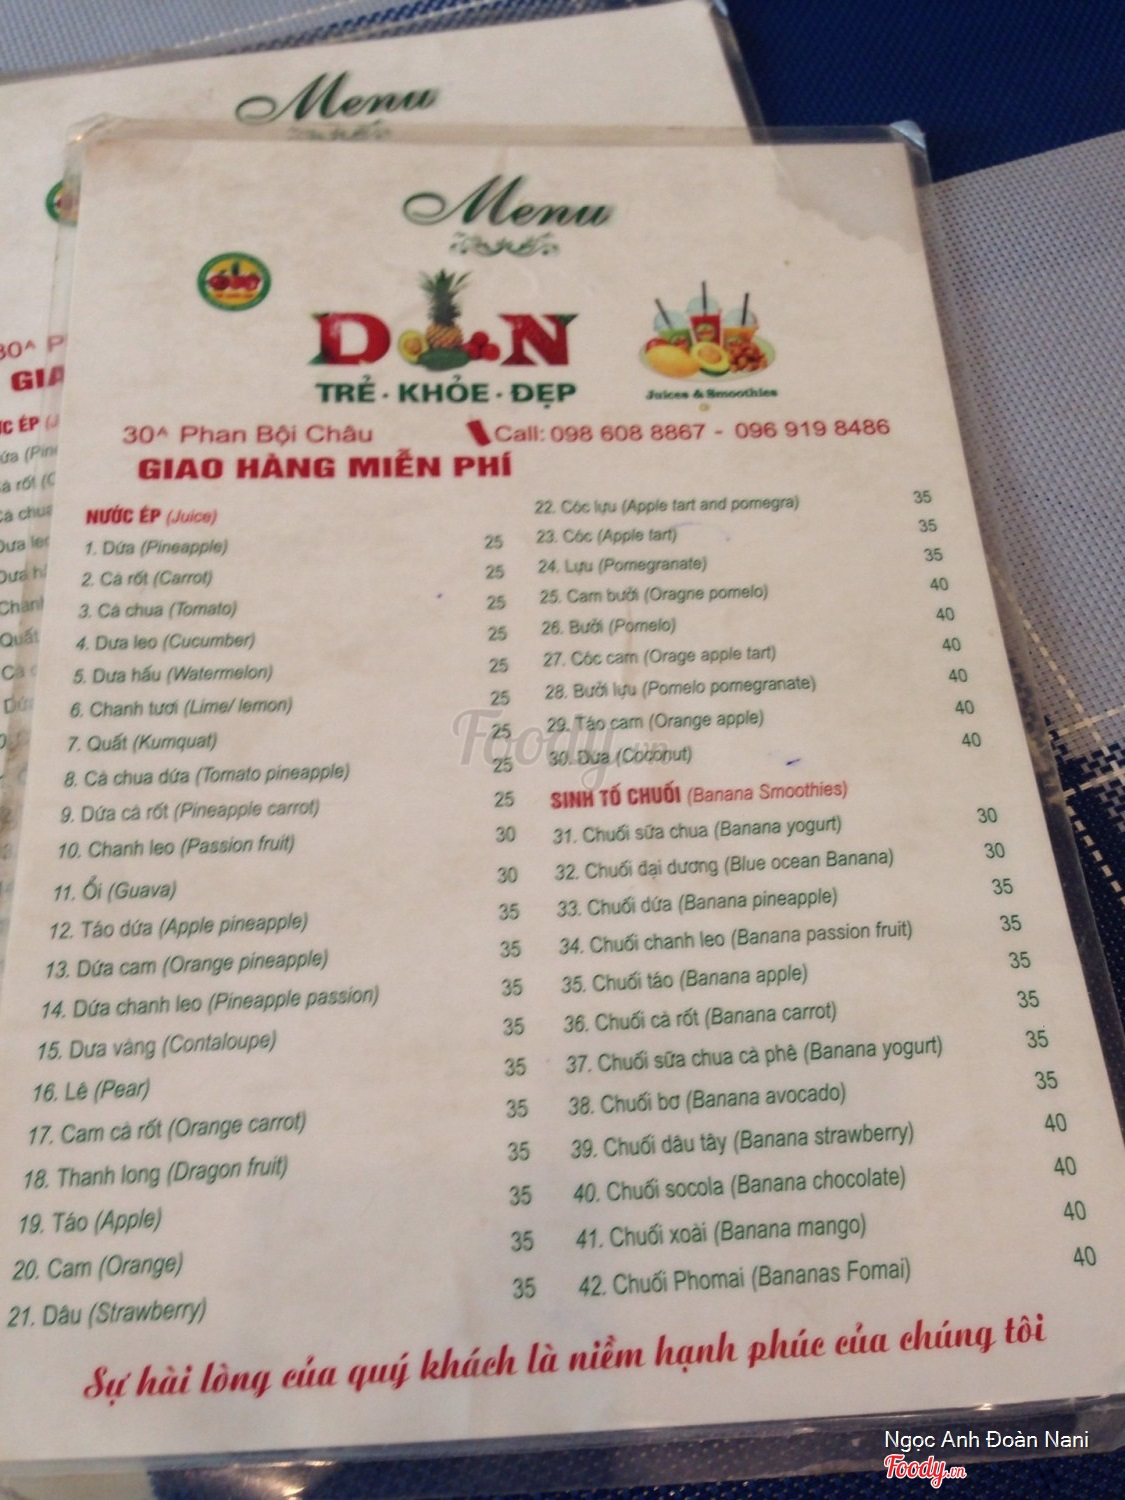 Menu
Menu
D N
TRẺ · KHỎE · ĐẸP
Juices & Smoothies
30^ Phan Bội Châu
Call: 098 608 8867 - 096 919 8486
GIAO HÀNG MIỄN PHÍ
NƯỚC ÉP (Juice)
1. Dứa (Pineapple) 25
2. Cà rốt (Carrot) 25
3. Cà chua (Tomato) 25
4. Dưa leo (Cucumber) 25
5. Dưa hấu (Watermelon) 25
6. Chanh tươi (Lime/ lemon) 25
7. Quất (Kumquat) 25
8. Cà chua dứa (Tomato pineapple) 25
9. Dứa cà rốt (Pineapple carrot) 25
10. Chanh leo (Passion fruit) 30
11. Ổi (Guava) 30
12. Táo dứa (Apple pineapple) 35
13. Dứa cam (Orange pineapple) 35
14. Dứa chanh leo (Pineapple passion) 35
15. Dưa vàng (Contaloupe) 35
16. Lê (Pear) 35
17. Cam cà rốt (Orange carrot) 35
18. Thanh long (Dragon fruit) 35
19. Táo (Apple) 35
20. Cam (Orange) 35
21. Dâu (Strawberry) 35
22. Cóc lựu (Apple tart and pomegra) 35
23. Cóc (Apple tart) 35
24. Lựu (Pomegranate) 35
25. Cam bưởi (Oragne pomelo) 40
26. Bưởi (Pomelo) 40
27. Cóc cam (Orage apple tart) 40
28. Bưởi lựu (Pomelo pomegranate) 40
29. Táo cam (Orange apple) 40
30. Dừa (Coconut) 40
SINH TỐ CHUỐI (Banana Smoothies)
31. Chuối sữa chua (Banana yogurt) 30
32. Chuối đại dương (Blue ocean Banana) 30
33. Chuối dứa (Banana pineapple) 35
34. Chuối chanh leo (Banana passion fruit) 35
35. Chuối táo (Banana apple) 35
36. Chuối cà rốt (Banana carrot) 35
37. Chuối sữa chua cà phê (Banana yogurt) 35
38. Chuối bơ (Banana avocado) 35
39. Chuối dâu tây (Banana strawberry) 40
40. Chuối socola (Banana chocolate) 40
41. Chuối xoài (Banana mango) 40
42. Chuối Phomai (Bananas Fomai) 40
Sự hài lòng của quý khách là niềm hạnh phúc của chúng tôi
Foody.vn
Ngọc Anh Đoàn Nani
Foody.vn